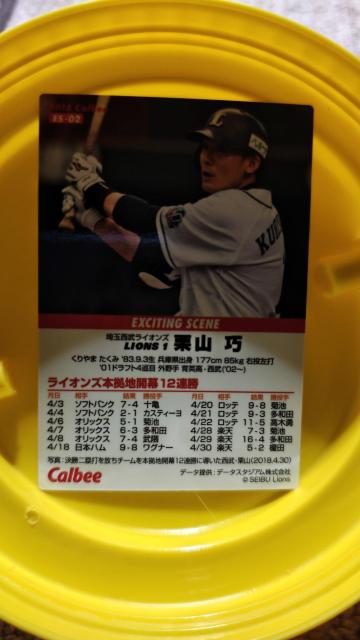 2018 Calbee
ES-02
L
KURI
EXCITING SCENE
埼玉西武ライオンズ
LIONS 1 栗山 巧
くりやま たくみ '83.9.3生 兵庫県出身 177cm 85kg 右投左打
'01ドラフト4巡目 外野手 育英高-西武('02〜)
ライオンズ本拠地開幕12連勝
月日 相手 結果 勝投手 月日 相手 結果 勝投手
4/3 ソフトバンク 7-4 十亀 4/20 ロッテ 9-8 菊池
4/4 ソフトバンク 2-1 カスティーヨ 4/21 ロッテ 9-3 多和田
4/6 オリックス 5-1 菊池 4/22 ロッテ 11-5 高木勇
4/7 オリックス 6-3 多和田 4/28 楽天 7-3 菊池
4/8 オリックス 7-4 武隈 4/29 楽天 16-4 多和田
4/18 日本ハム 9-8 ワグナー 4/30 楽天 5-2 榎田
写真:決勝二塁打を放ちチームを本拠地開幕12連勝に導いた西武・栗山(2018.4.30)
Calbee
データ提供:データスタジアム株式会社
© SEIBU Lions